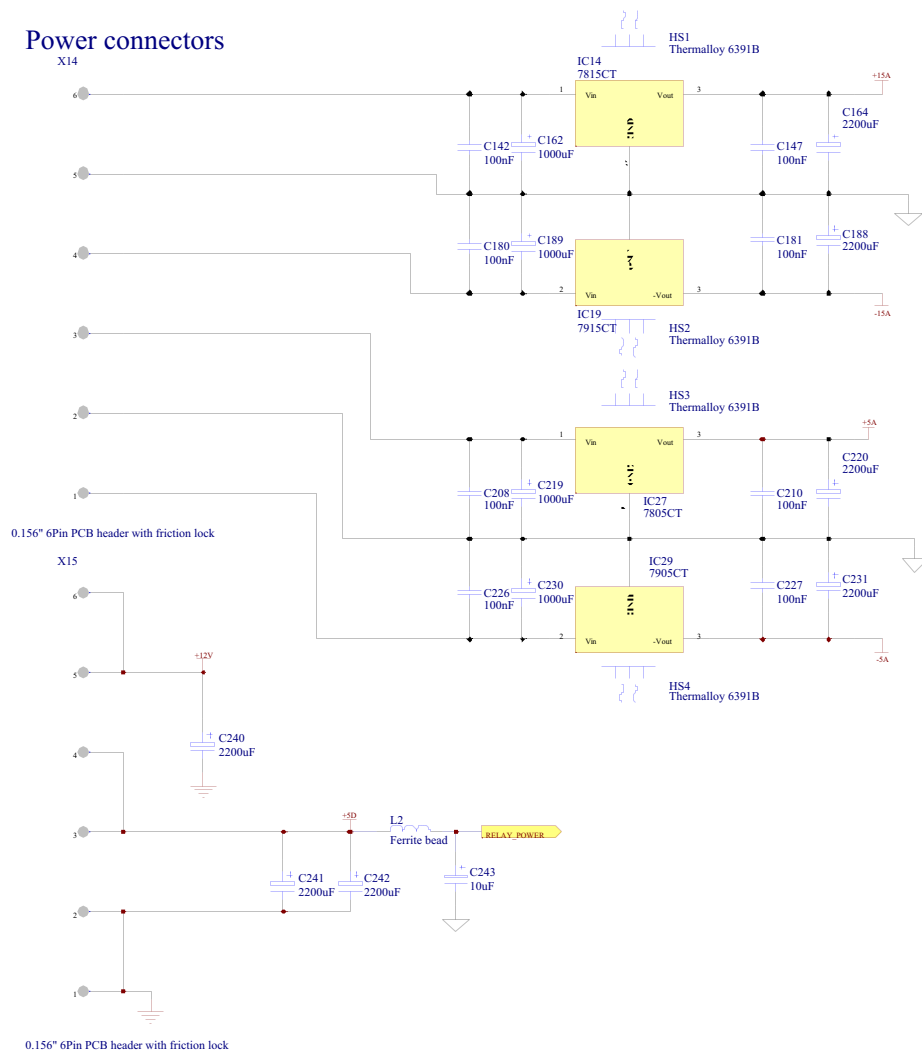 Power connectors
X14
HS1
Thermalloy 6391B
IC14
7815CT
+15A
6
1
Vin
Vout
3
C164
2200uF
C142
100nF
C162
1000uF
C147
100nF
5
C180
100nF
C189
1000uF
C181
100nF
C188
2200uF
4
2
Vin
-Vout
3
IC19
7915CT
-15A
HS2
Thermalloy 6391B
3
HS3
Thermalloy 6391B
2
+5A
1
Vin
Vout
3
C220
2200uF
C208
100nF
C219
1000uF
C210
100nF
1
IC27
7805CT
0.156" 6Pin PCB header with friction lock
X15
IC29
7905CT
6
C226
100nF
C230
1000uF
C227
100nF
C231
2200uF
2
Vin
-Vout
3
+12V
-5A
5
HS4
Thermalloy 6391B
C240
2200uF
4
+5D
L2
Ferrite bead
3
RELAY_POWER
C241
2200uF
C242
2200uF
C243
10uF
2
1
0.156" 6Pin PCB header with friction lock